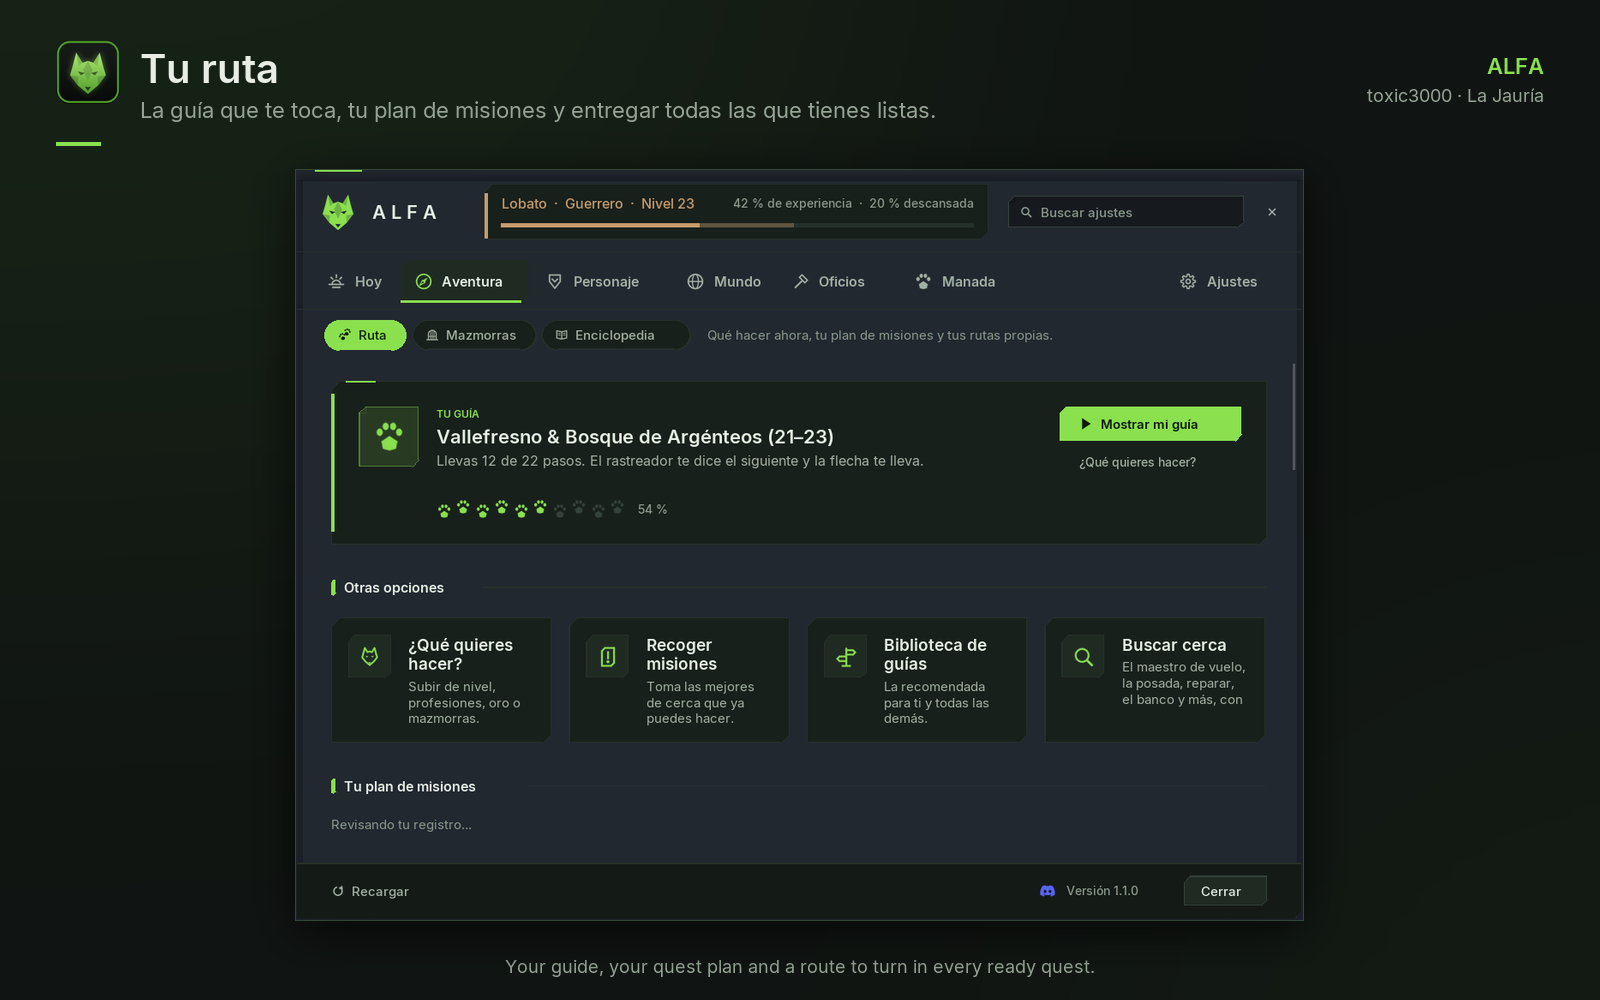 Tu ruta
La guía que te toca, tu plan de misiones y entregar todas las que tienes listas.
ALFA
toxic3000 · La Jauría
ALFA
Lobato · Guerrero · Nivel 23
42 % de experiencia · 20 % descansada
Buscar ajustes
×
Hoy
Aventura
Personaje
Mundo
Oficios
Manada
Ajustes
Ruta
Mazmorras
Enciclopedia
Qué hacer ahora, tu plan de misiones y tus rutas propias.
TU GUÍA
Vallefresno & Bosque de Argénteos (21–23)
Llevas 12 de 22 pasos. El rastreador te dice el siguiente y la flecha te lleva.
54 %
Mostrar mi guía
¿Qué quieres hacer?
Otras opciones
¿Qué quieres
hacer?
Subir de nivel,
profesiones, oro o
mazmorras.
Recoger
misiones
Toma las mejores
de cerca que ya
puedes hacer.
Biblioteca de
guías
La recomendada
para ti y todas las
demás.
Buscar cerca
El maestro de vuelo,
la posada, reparar,
el banco y más, con
Tu plan de misiones
Revisando tu registro...
Recargar
Versión 1.1.0
Cerrar
Your guide, your quest plan and a route to turn in every ready quest.